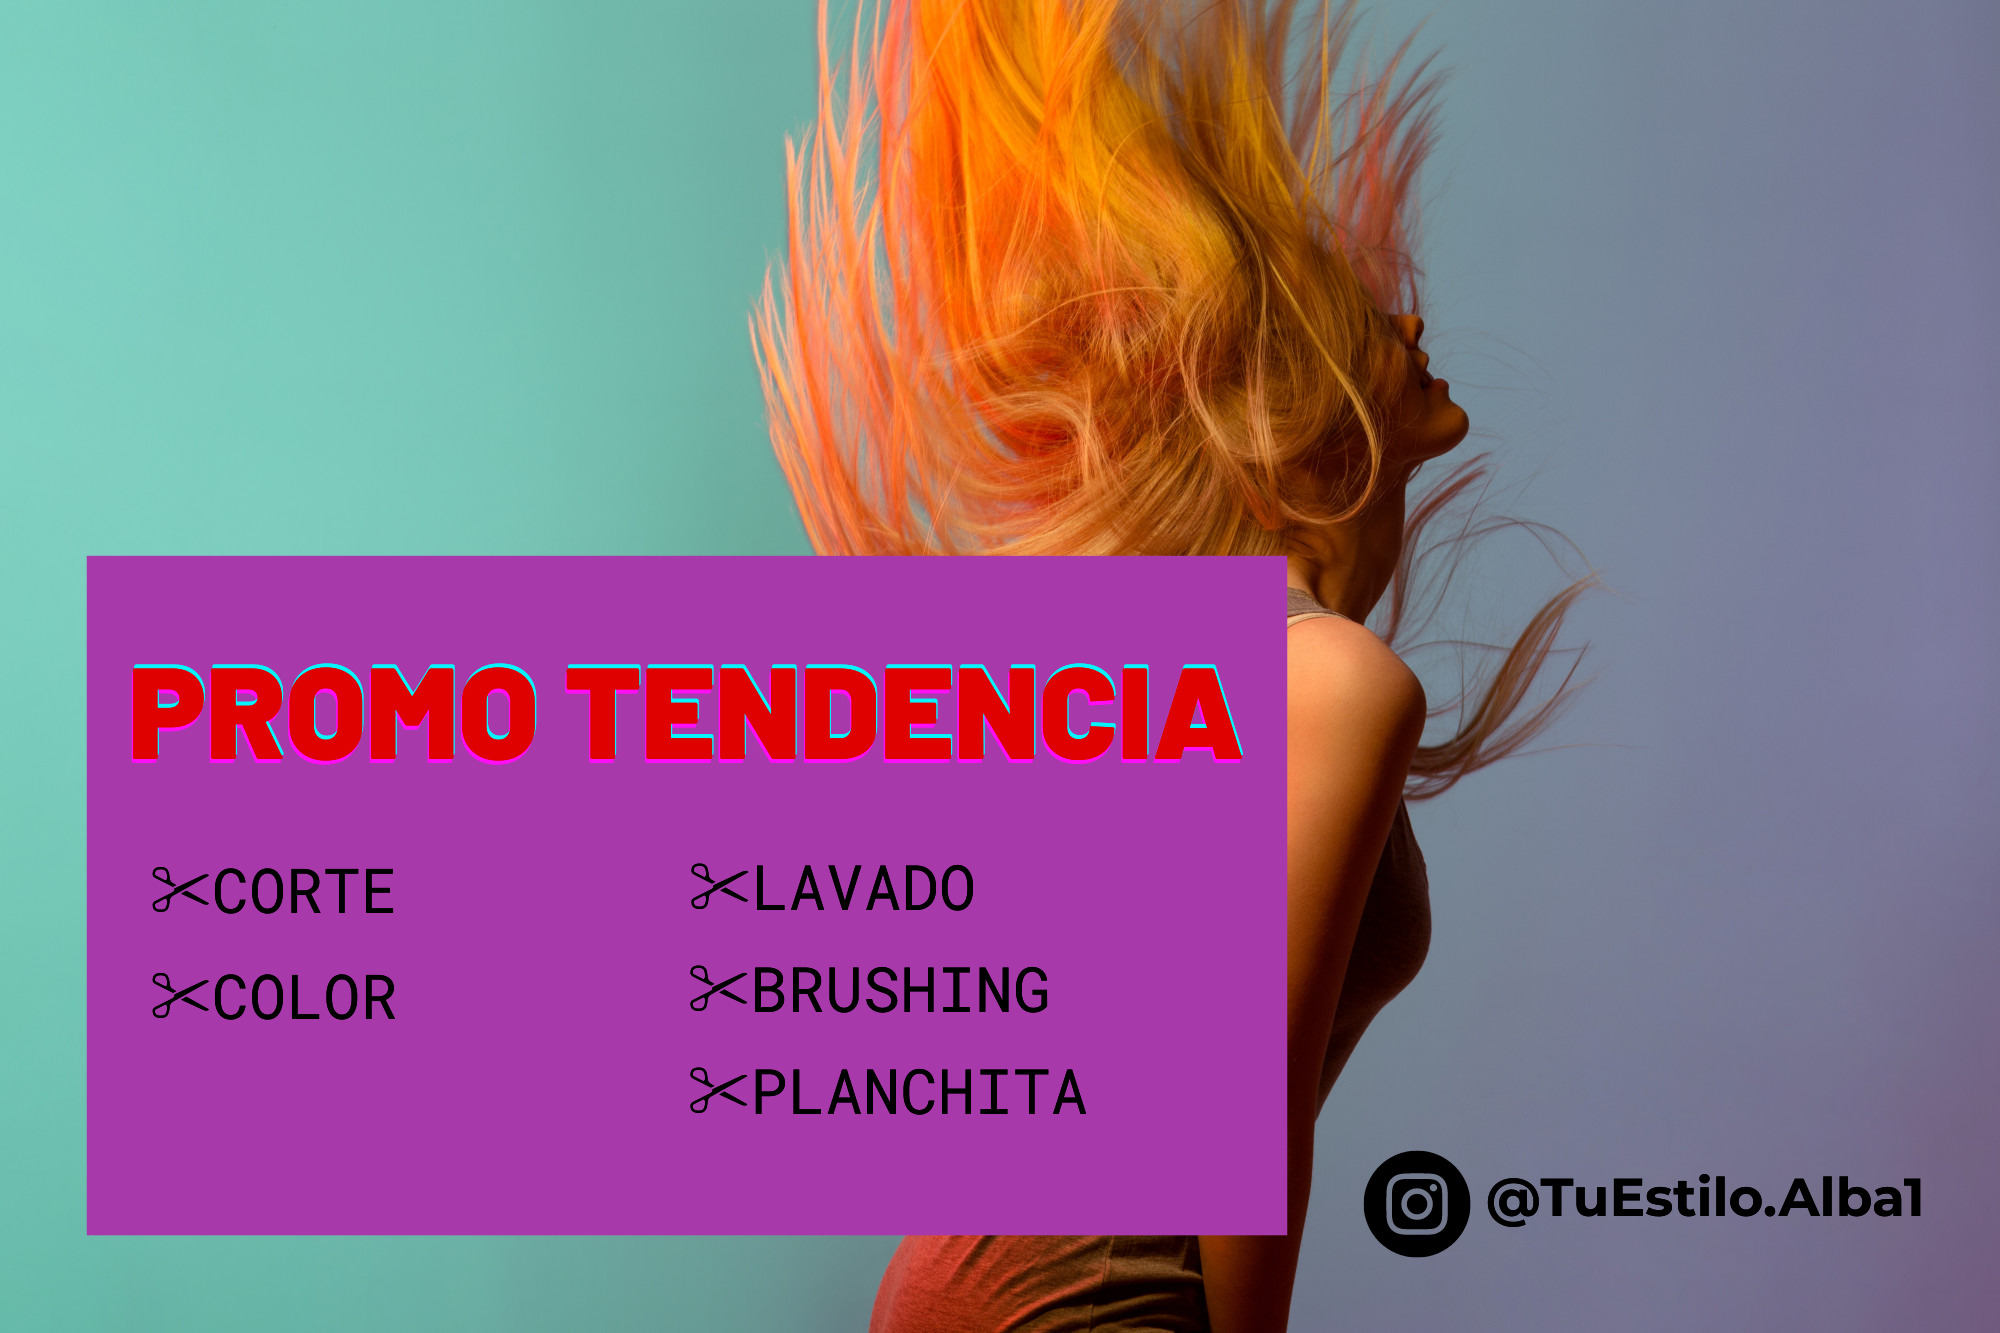 PROMO TENDENCIA
✂CORTE
✂COLOR
✂LAVADO
✂BRUSHING
✂PLANCHITA
@TuEstilo.Alba1